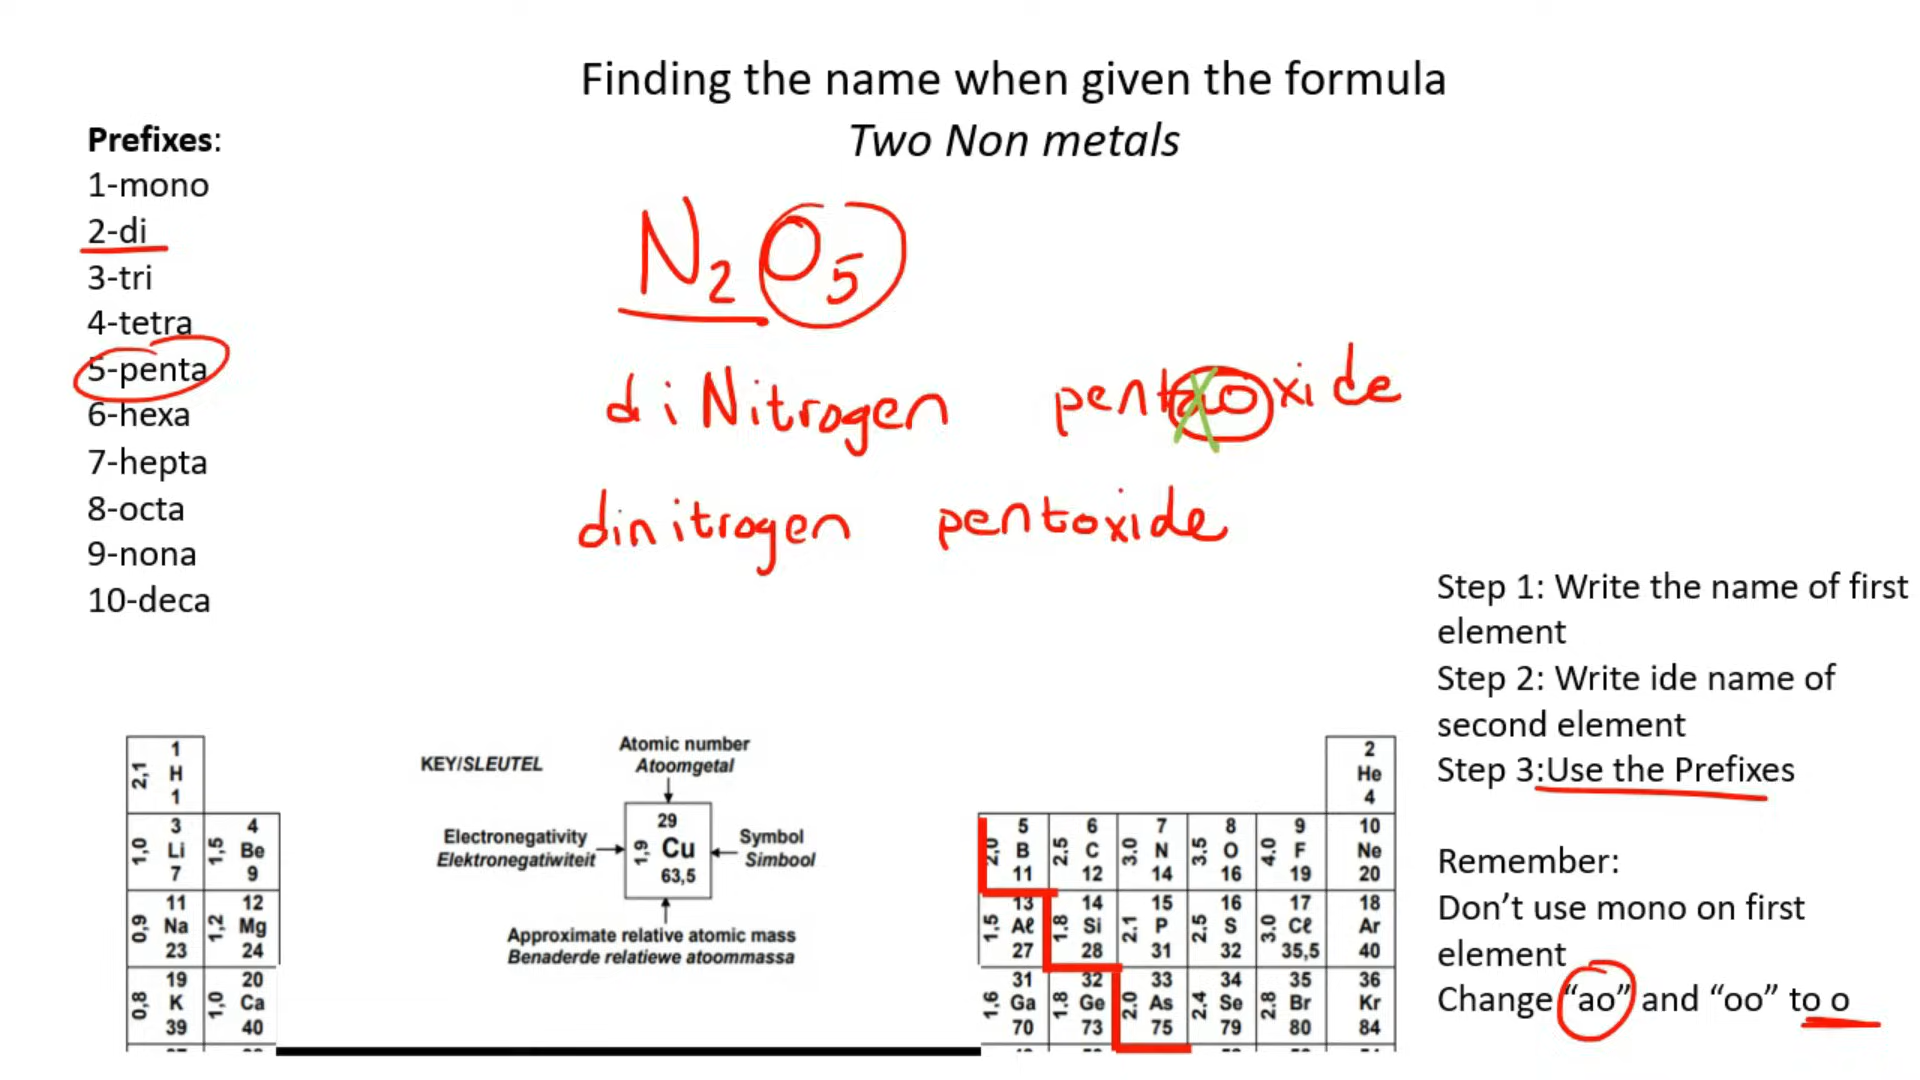 Finding the name when given the formula
Two Non metals
Prefixes:
1-mono
2-di
3-tri
4-tetra
5-penta
6-hexa
7-hepta
8-octa
9-nona
10-deca
N₂O₅
diNitrogen pentaoxide
dinitrogen pentoxide
Step 1: Write the name of first
element
Step 2: Write ide name of
second element
Step 3:Use the Prefixes
Remember:
Don’t use mono on first
element
Change “ao” and “oo” to o
2,1 1 H 1
1,0 3 Li 7
1,5 4 Be 9
0,9 11 Na 23
1,2 12 Mg 24
0,8 19 K 39
1,0 20 Ca 40
KEY/SLEUTEL
Atomic number
Atoomgetal
Electronegativity
Elektronegatiwiteit
29
1,9 Cu
63,5
Symbol
Simbool
Approximate relative atomic mass
Benaderde relatiewe atoommassa
2 He 4
2,0 5 B 11
2,5 6 C 12
3,0 7 N 14
3,5 8 O 16
4,0 9 F 19
10 Ne 20
1,5 13 Aℓ 27
1,8 14 Si 28
2,1 15 P 31
2,5 16 S 32
3,0 17 Cℓ 35,5
18 Ar 40
1,6 31 Ga 70
1,8 32 Ge 73
2,0 33 As 75
2,4 34 Se 79
2,8 35 Br 80
36 Kr 84